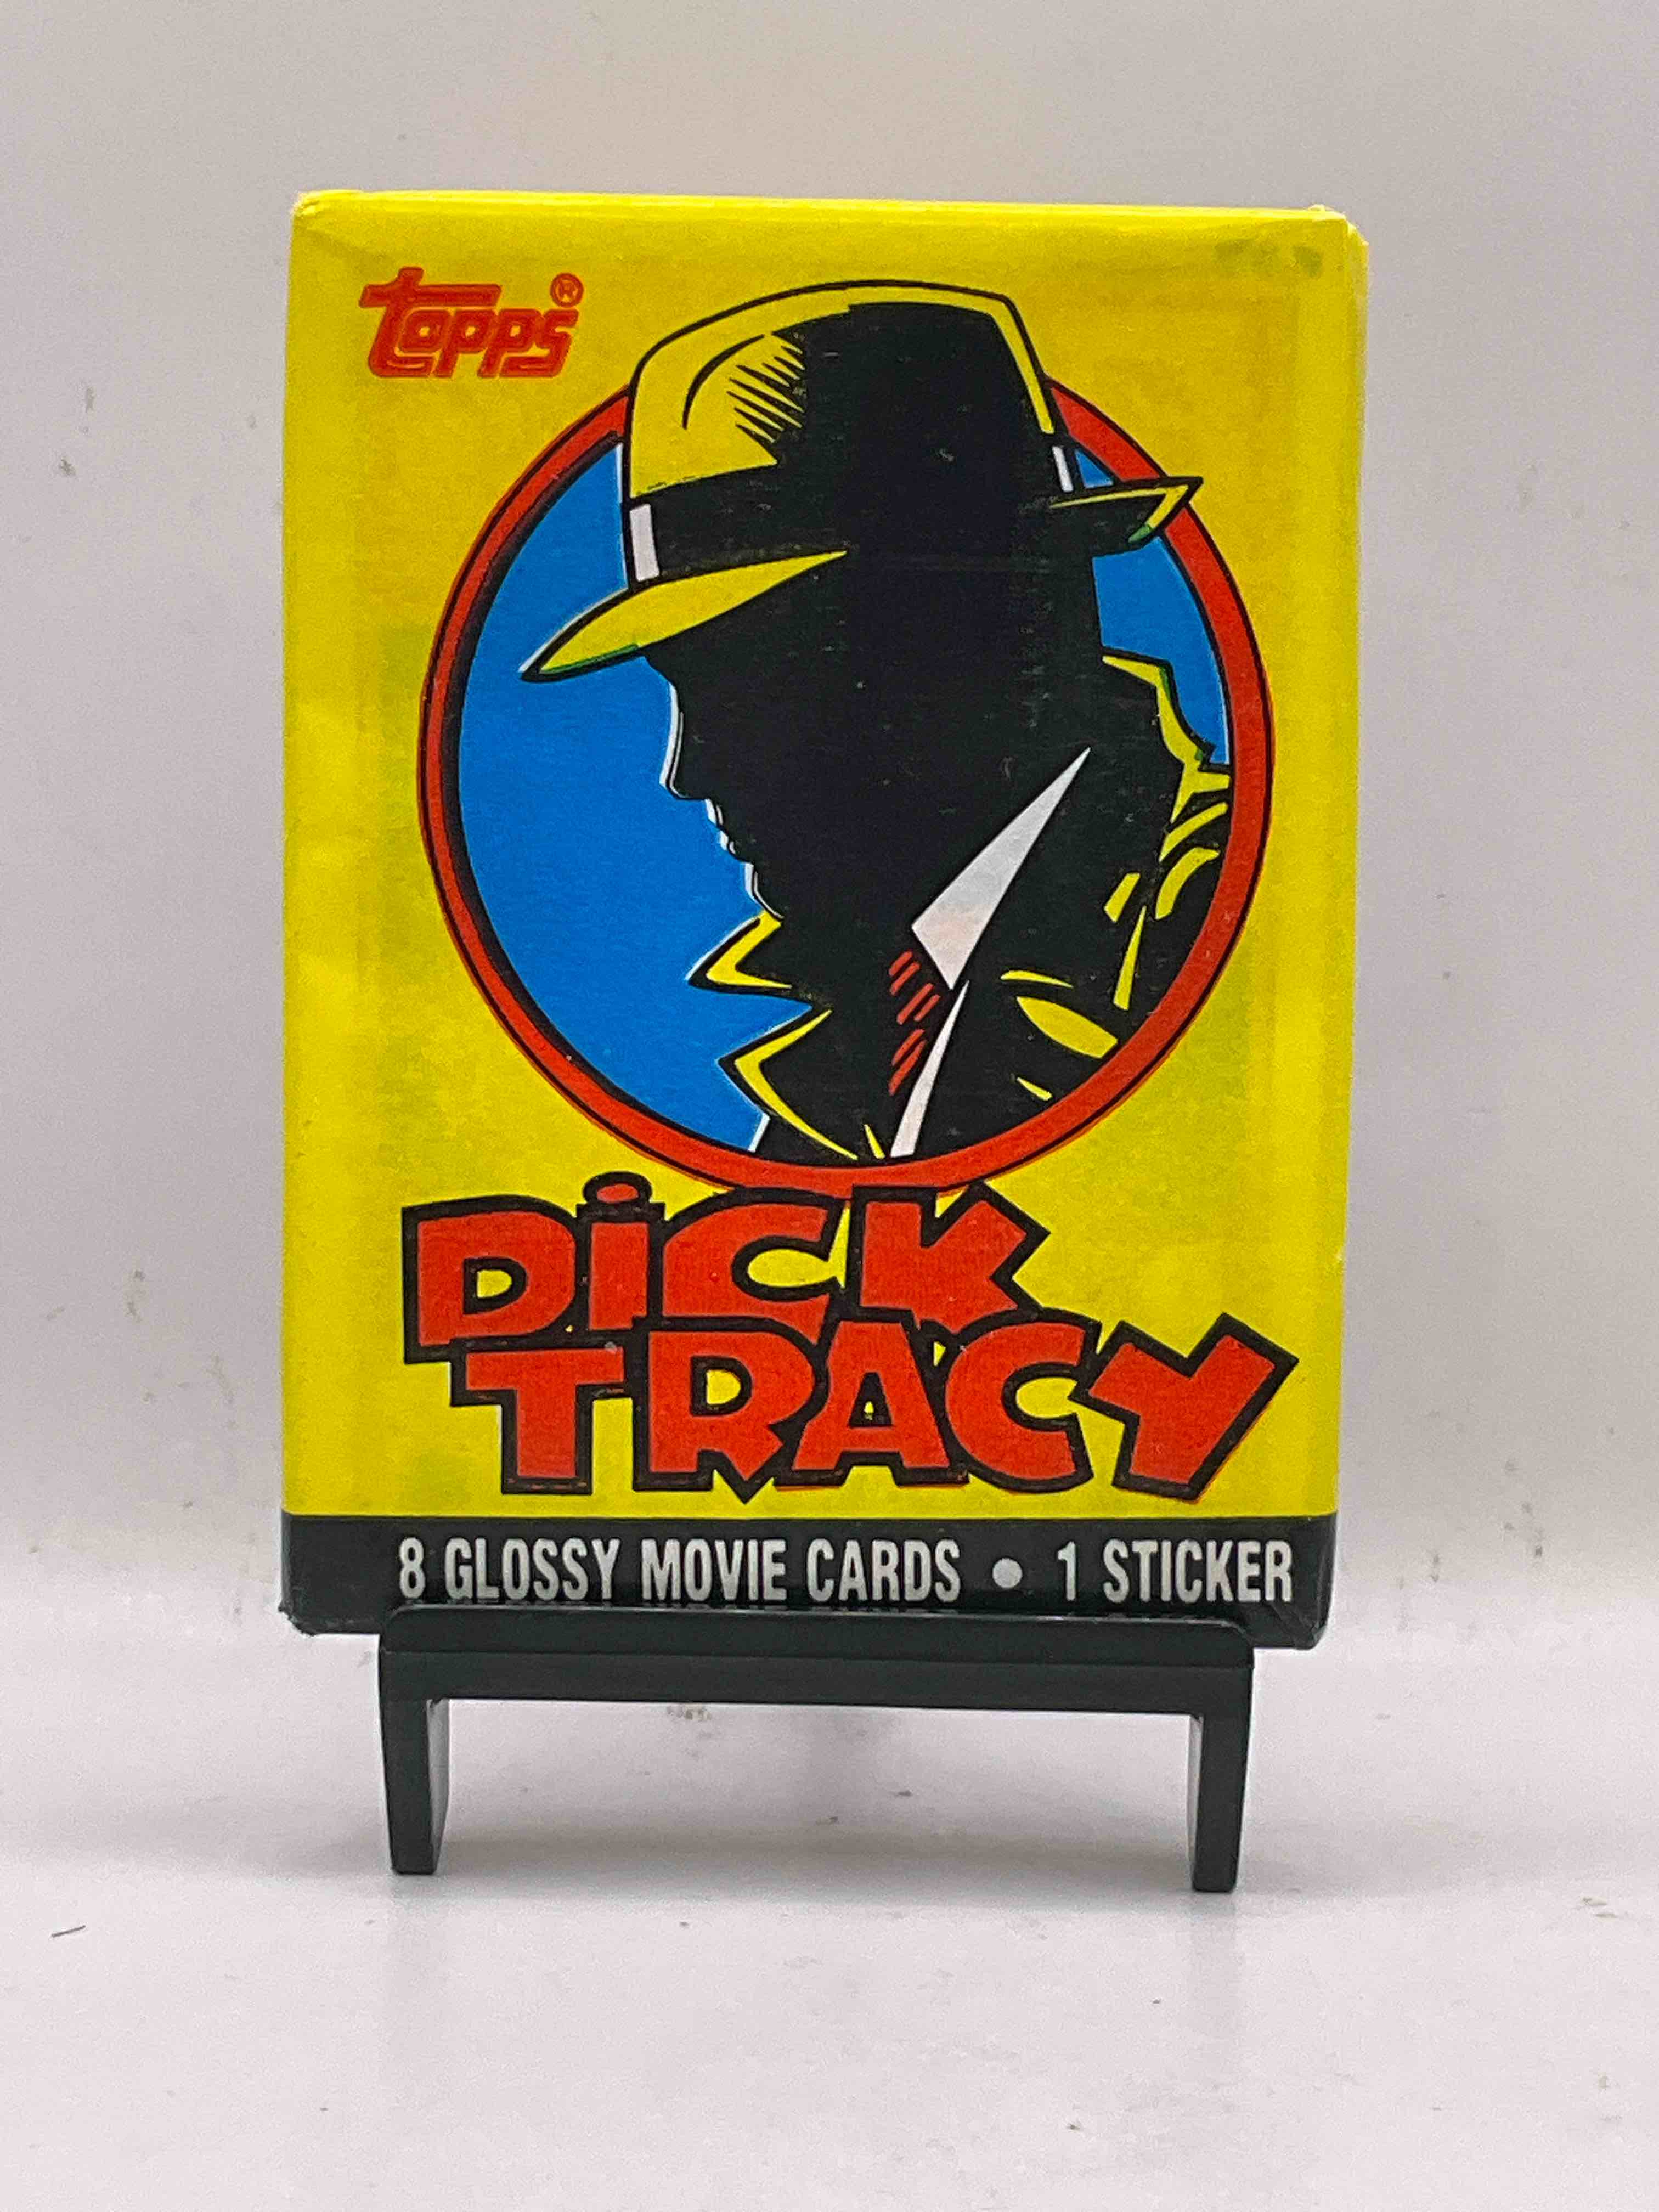 Topps®
DiCK
TRACY
8 GLOSSY MOVIE CARDS • 1 STICKER